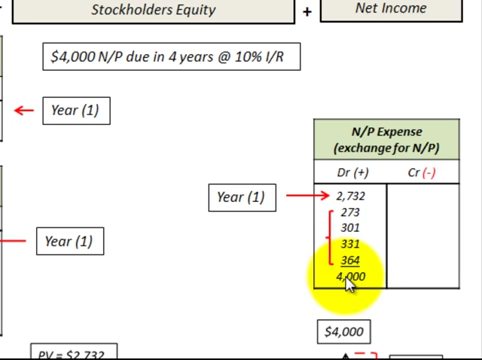 Stockholders Equity
+
Net Income
$4,000 N/P due in 4 years @ 10% I/R
Year (1)
N/P Expense
(exchange for N/P)
Dr (+)
Cr (-)
Year (1)
2,732
273
301
331
364
4,000
Year (1)
$4,000
PV = $2,732